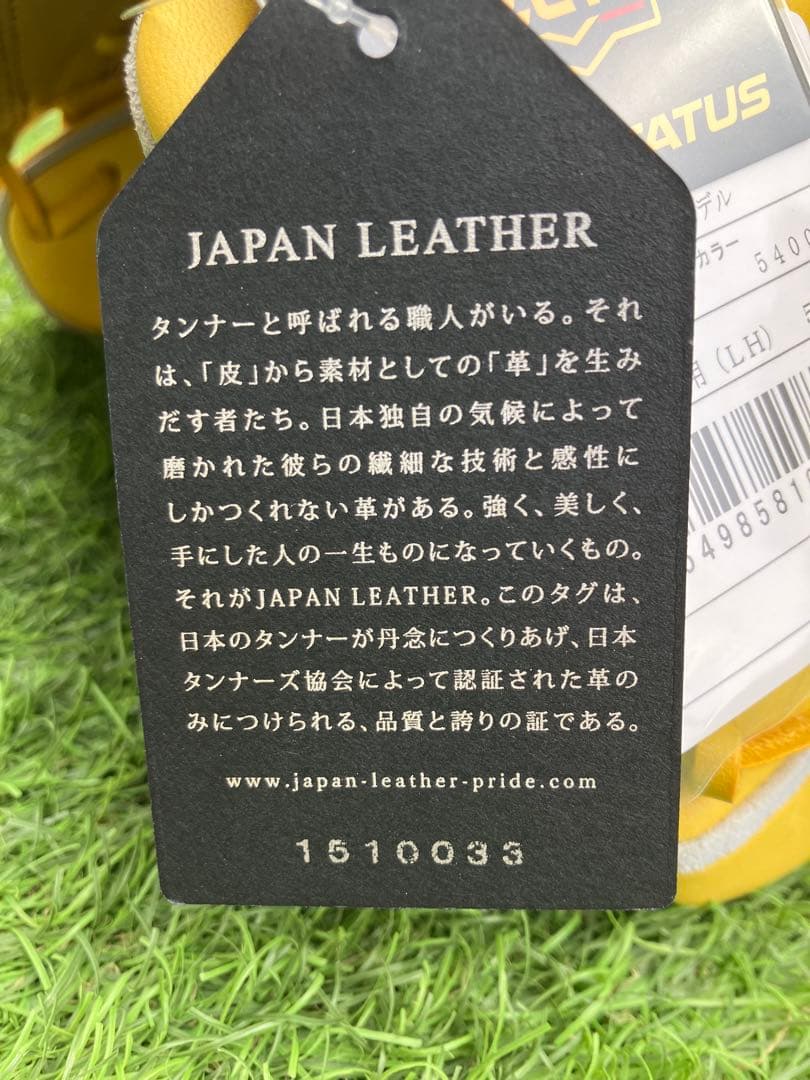 JAPAN LEATHER
タンナーと呼ばれる職人がいる。それ
は、「皮」から素材としての「革」を生み
だす者たち。日本独自の気候によって
磨かれた彼らの繊細な技術と感性に
しかつくれない革がある。強く、美しく、
手にした人の一生ものになっていくもの。
それがJAPAN LEATHER。このタグは、
日本のタンナーが丹念につくりあげ、日本
タンナーズ協会によって認証された革の
みにつけられる、品質と誇りの証である。
www.japan-leather-pride.com
1510033
デル
カラー 540
(LH) 5